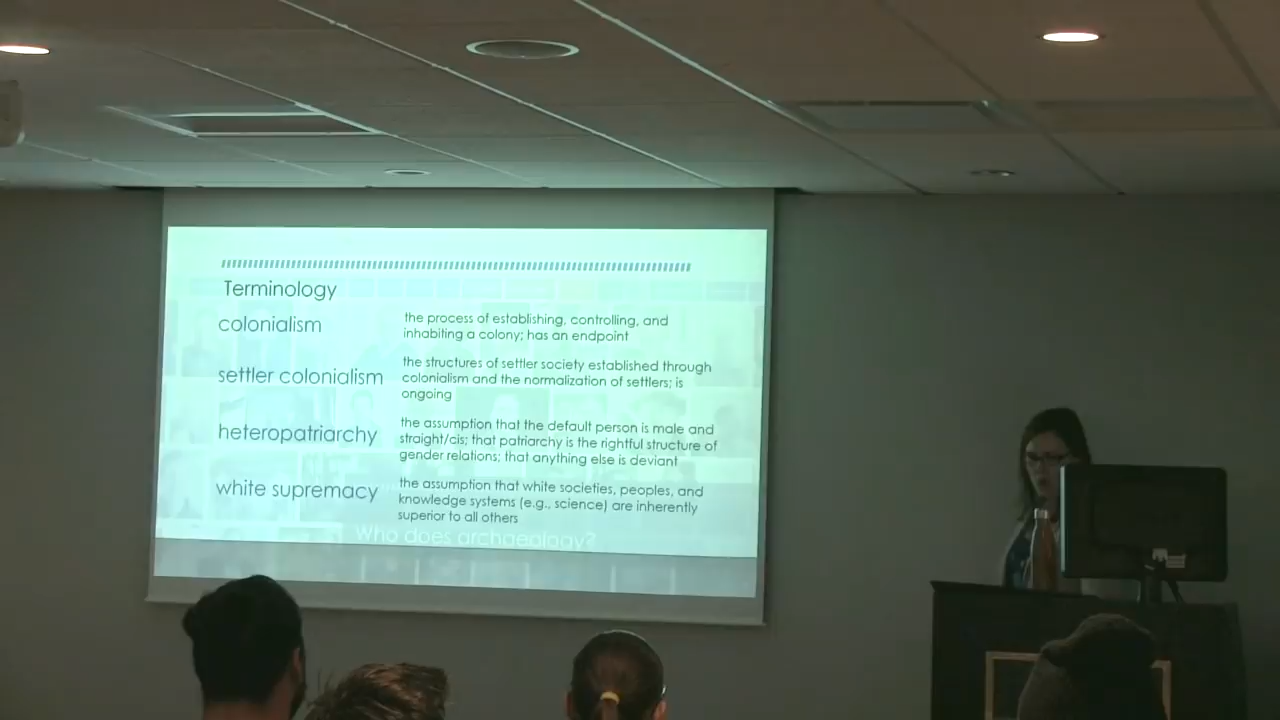 Terminology
colonialism
the process of establishing, controlling, and
inhabiting a colony; has an endpoint
settler colonialism
the structures of settler society established through
colonialism and the normalization of settlers; is
ongoing
heteropatriarchy
the assumption that the default person is male and
straight/cis; that patriarchy is the rightful structure of
gender relations; that anything else is deviant
white supremacy
the assumption that white societies, peoples, and
knowledge systems (e.g., science) are inherently
superior to all others
Who does archaeology?